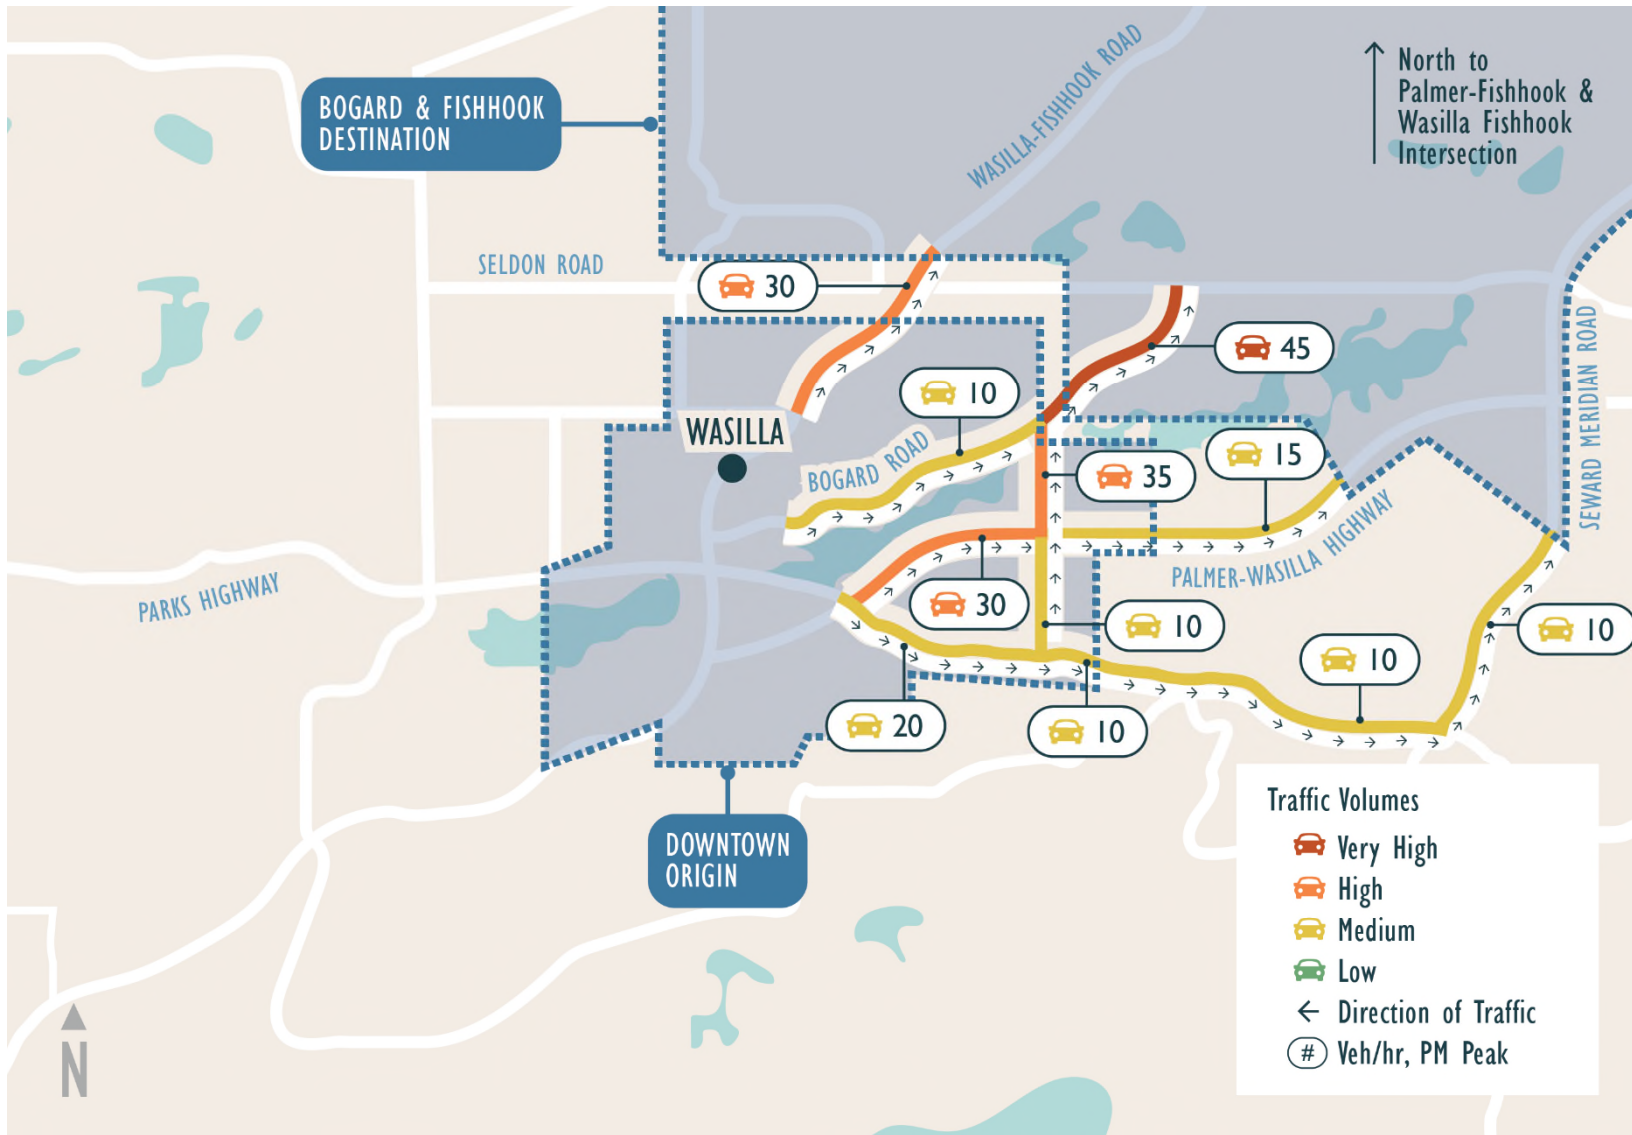 BOGARD & FISHHOOK
DESTINATION
WASILLA-FISHHOOK ROAD
North to
Palmer-Fishhook &
Wasilla Fishhook
Intersection
SELDON ROAD
30
45
10
WASILLA
BOGARD ROAD
35
15
SEWARD MERIDIAN ROAD
PARKS HIGHWAY
PALMER-WASILLA HIGHWAY
30
10
10
10
20
10
DOWNTOWN
ORIGIN
Traffic Volumes
Very High
High
Medium
Low
Direction of Traffic
# Veh/hr, PM Peak
N